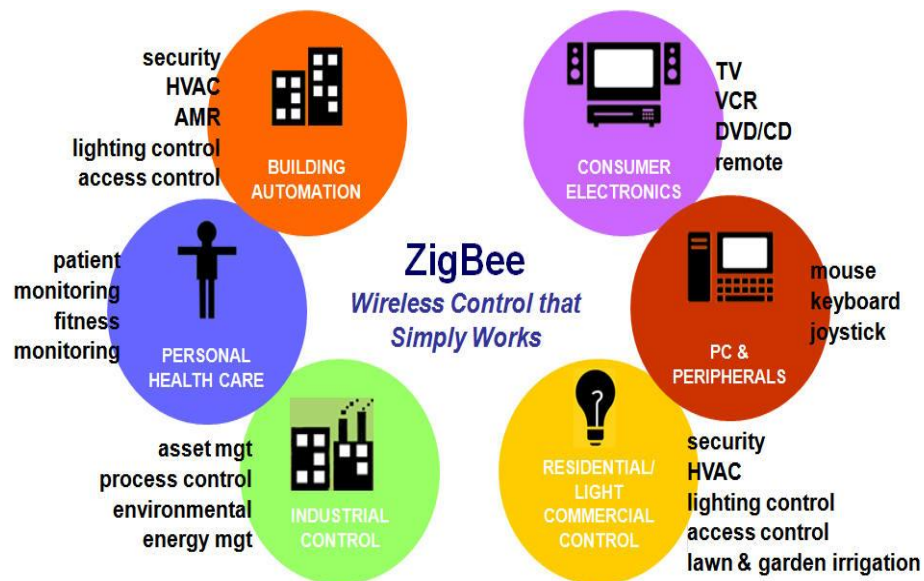 security
HVAC
AMR
lighting control
access control
BUILDING
AUTOMATION
TV
VCR
DVD/CD
remote
CONSUMER
ELECTRONICS
patient
monitoring
fitness
monitoring
PERSONAL
HEALTH CARE
ZigBee
Wireless Control that
Simply Works
mouse
keyboard
joystick
PC &
PERIPHERALS
asset mgt
process control
environmental
energy mgt
INDUSTRIAL
CONTROL
RESIDENTIAL/
LIGHT
COMMERCIAL
CONTROL
security
HVAC
lighting control
access control
lawn & garden irrigation